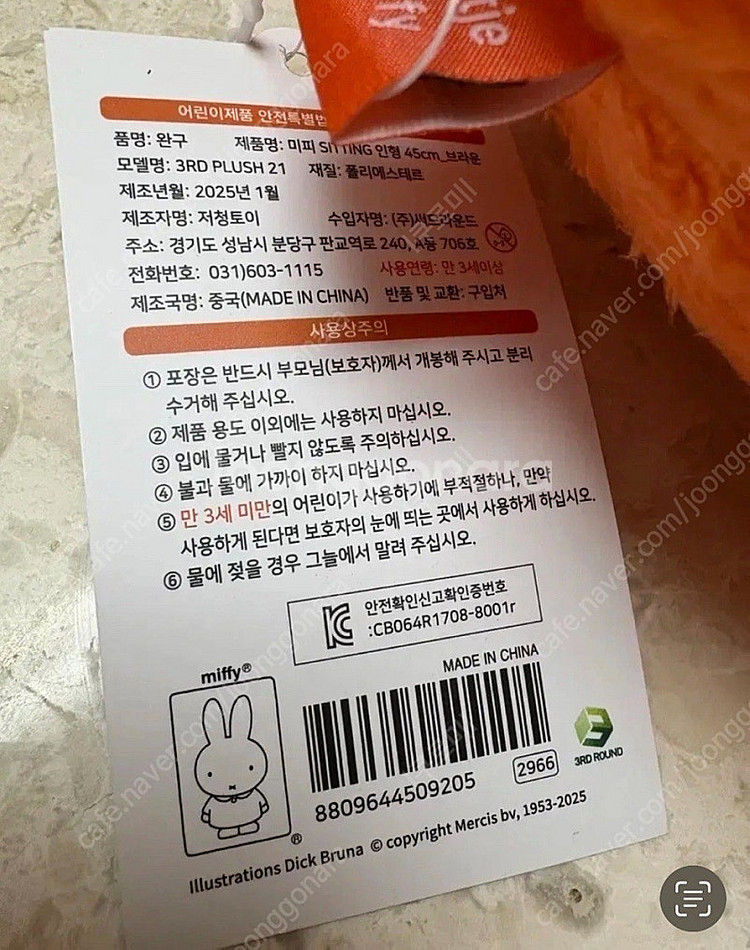 tje
ffy
어린이제품 안전특별법
품명: 완구 제품명: 미피 SITTING 인형 45cm_브라운
모델명: 3RD PLUSH 21 재질: 폴리에스테르
제조년월: 2025년 1월
제조자명: 저청토이 수입자명: (주)써드라운드
주소: 경기도 성남시 분당구 판교역로 240, A동 706호
전화번호: 031)603-1115 사용연령: 만 3세이상
제조국명: 중국(MADE IN CHINA) 반품 및 교환: 구입처
사용상주의
① 포장은 반드시 부모님(보호자)께서 개봉해 주시고 분리
수거해 주십시오.
② 제품 용도 이외에는 사용하지 마십시오.
③ 입에 물거나 빨지 않도록 주의하십시오.
④ 불과 물에 가까이 하지 마십시오.
⑤ 만 3세 미만의 어린이가 사용하기에 부적절하나, 만약
사용하게 된다면 보호자의 눈에 띄는 곳에서 사용하게 하십시오.
⑥ 물에 젖을 경우 그늘에서 말려 주십시오.
안전확인신고확인증번호
:CB064R1708-8001r
miffy®
MADE IN CHINA
8809644509205
2966
3RD ROUND
®
Illustrations Dick Bruna © copyright Mercis bv, 1953-2025
cafe.naver.com/joonggonara